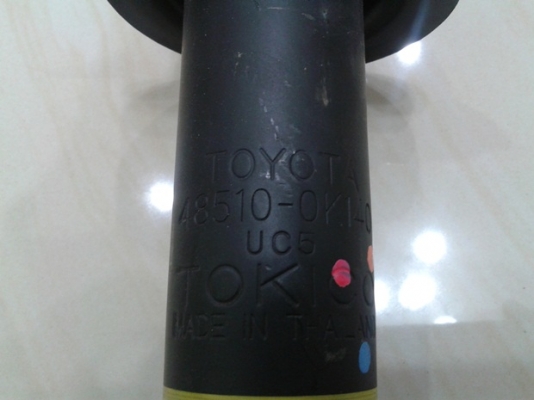 TOYOTA
48510-0K140
UC5
TOKICO
MADE IN THAILAND